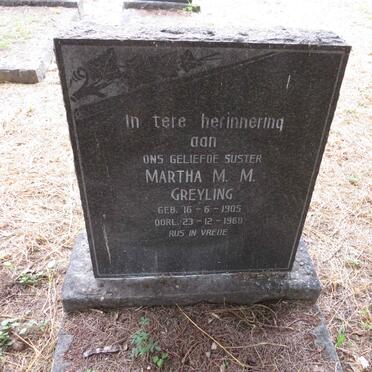 In tere herinnering
aan
ONS GELIEFDE SUSTER
MARTHA M. M.
GREYLING
GEB. 16-6-1905
OORL. 23-12-1968
RUS IN VREDE